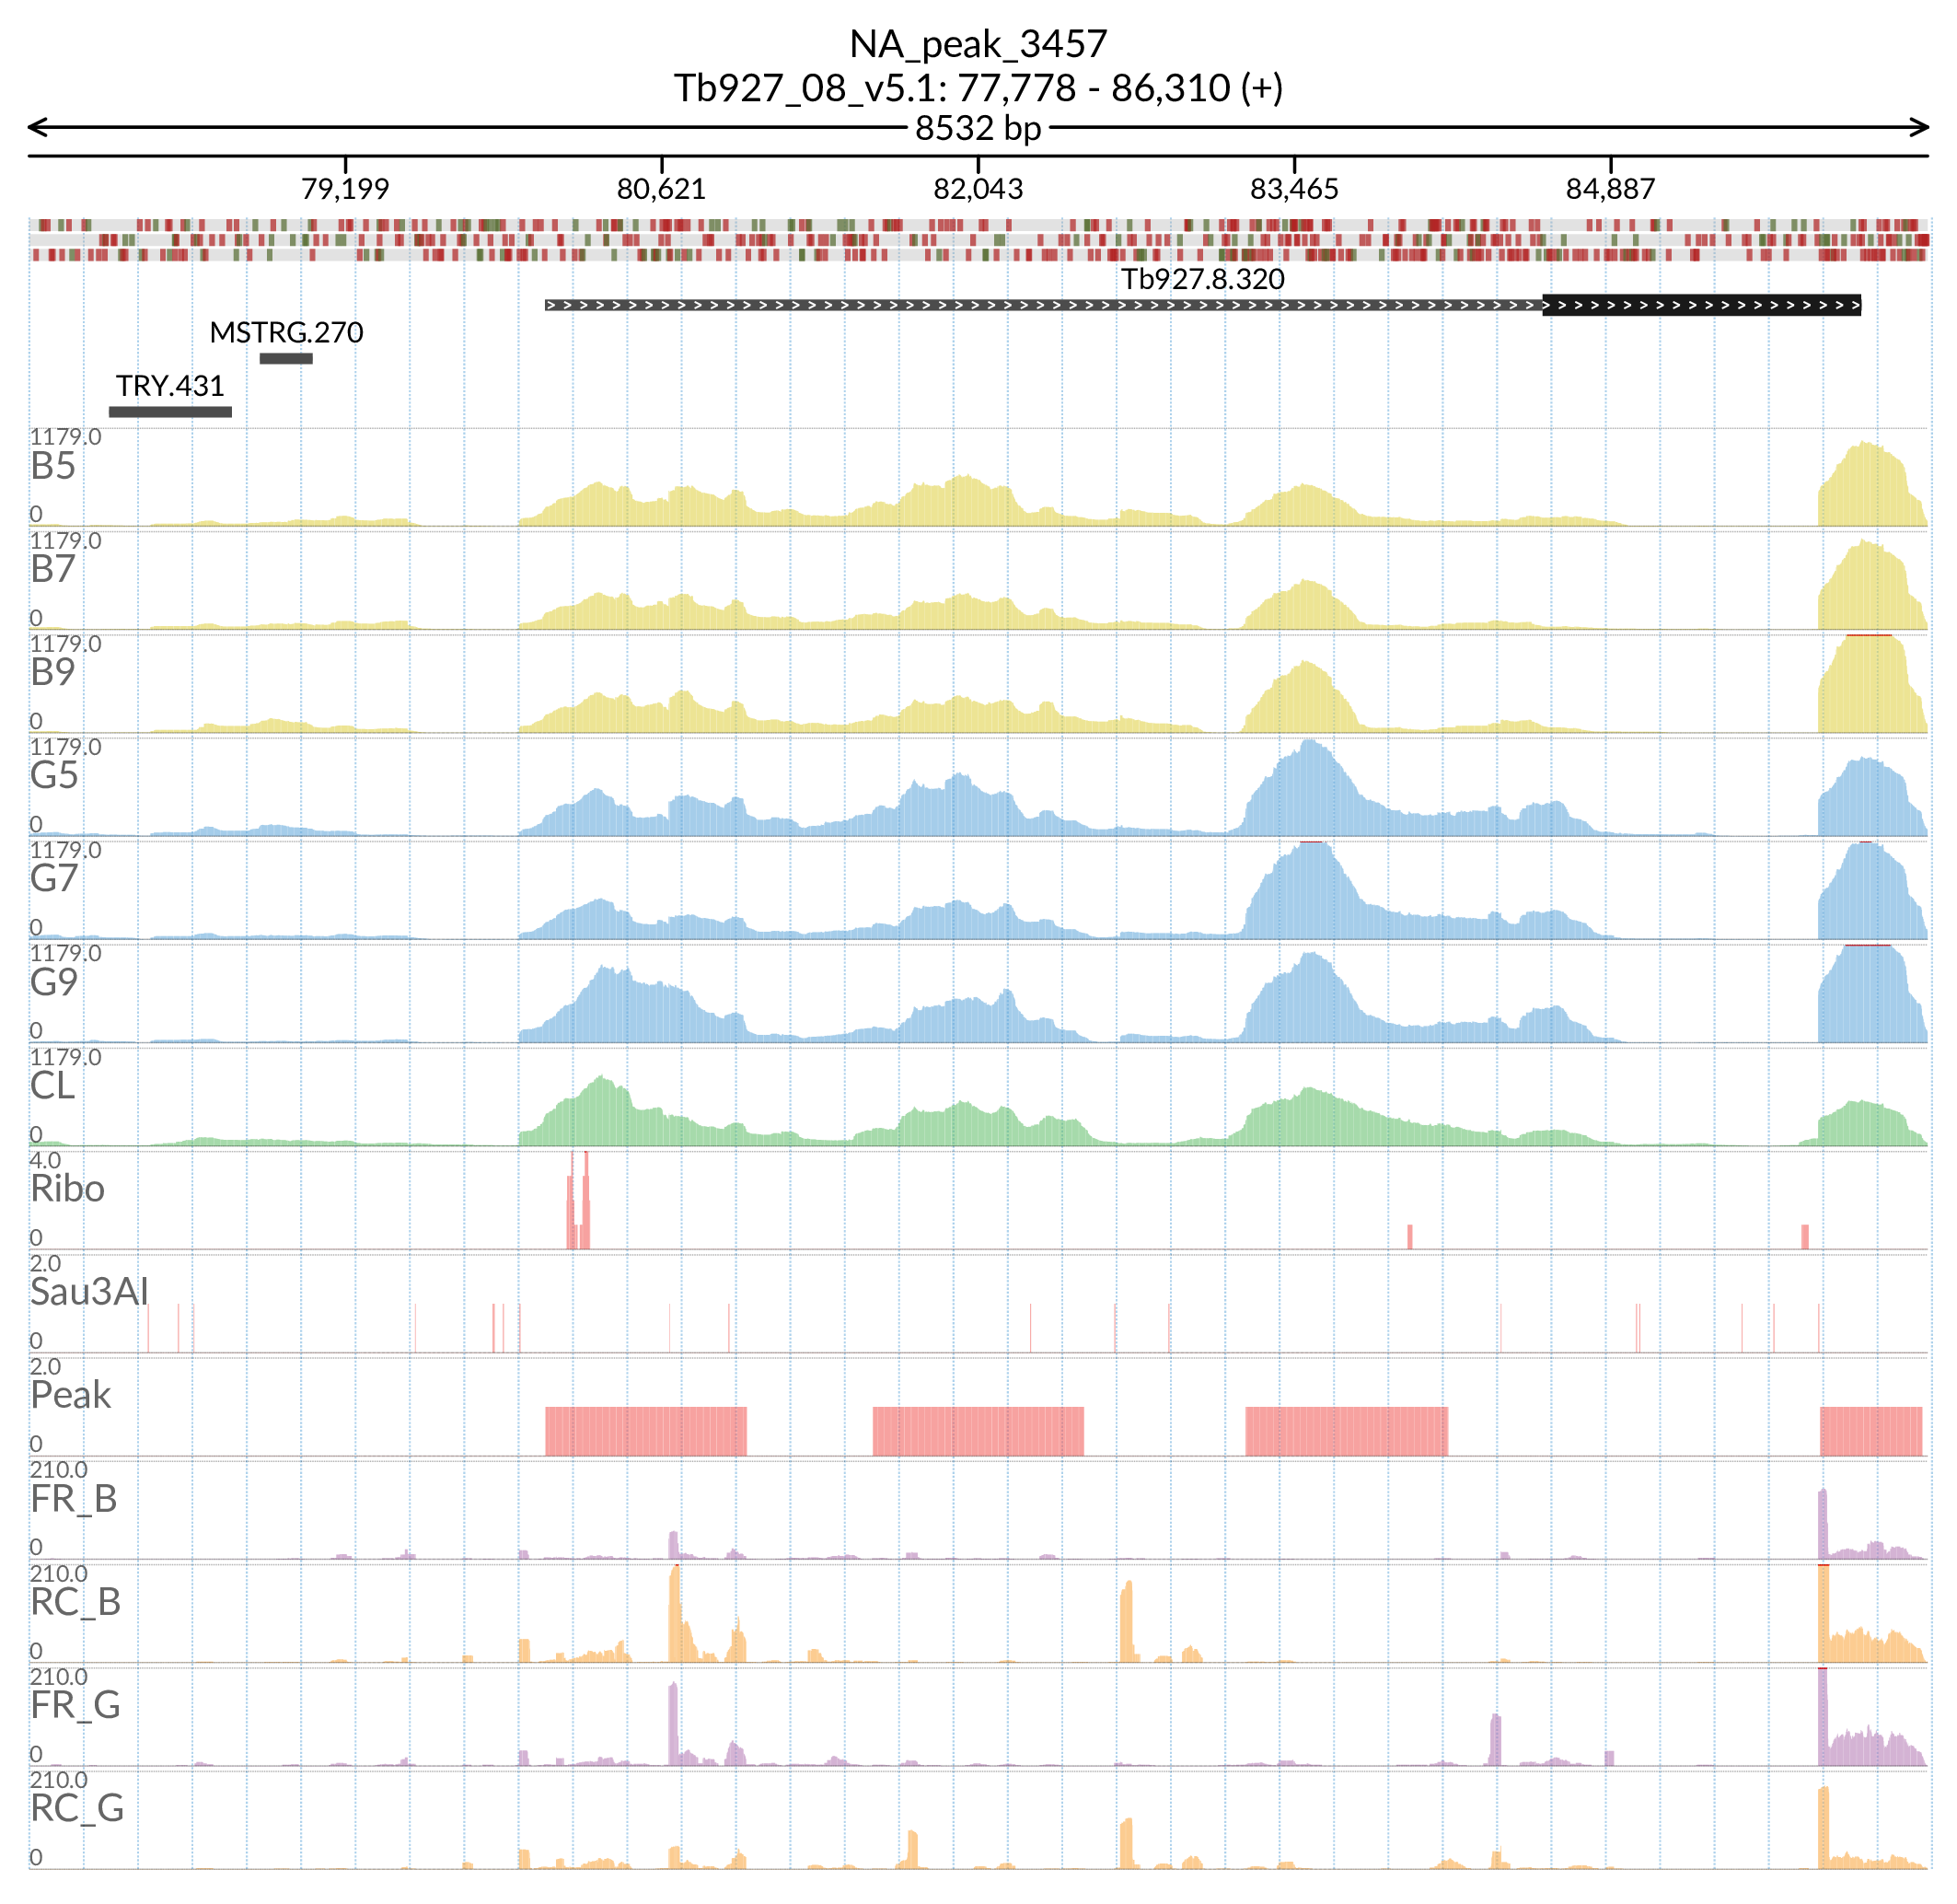 NA_peak_3457
Tb927_08_v5.1: 77,778 - 86,310 (+)
8532 bp
79,199 80,621 82,043 83,465 84,887
Tb927.8.320
MSTRG.270
TRY.431
1179.0
B5
0
1179.0
B7
0
1179.0
B9
0
1179.0
G5
0
1179.0
G7
0
1179.0
G9
0
1179.0
CL
0
4.0
Ribo
0
2.0
Sau3AI
0
2.0
Peak
0
210.0
FR_B
0
210.0
RC_B
0
210.0
FR_G
0
210.0
RC_G
0